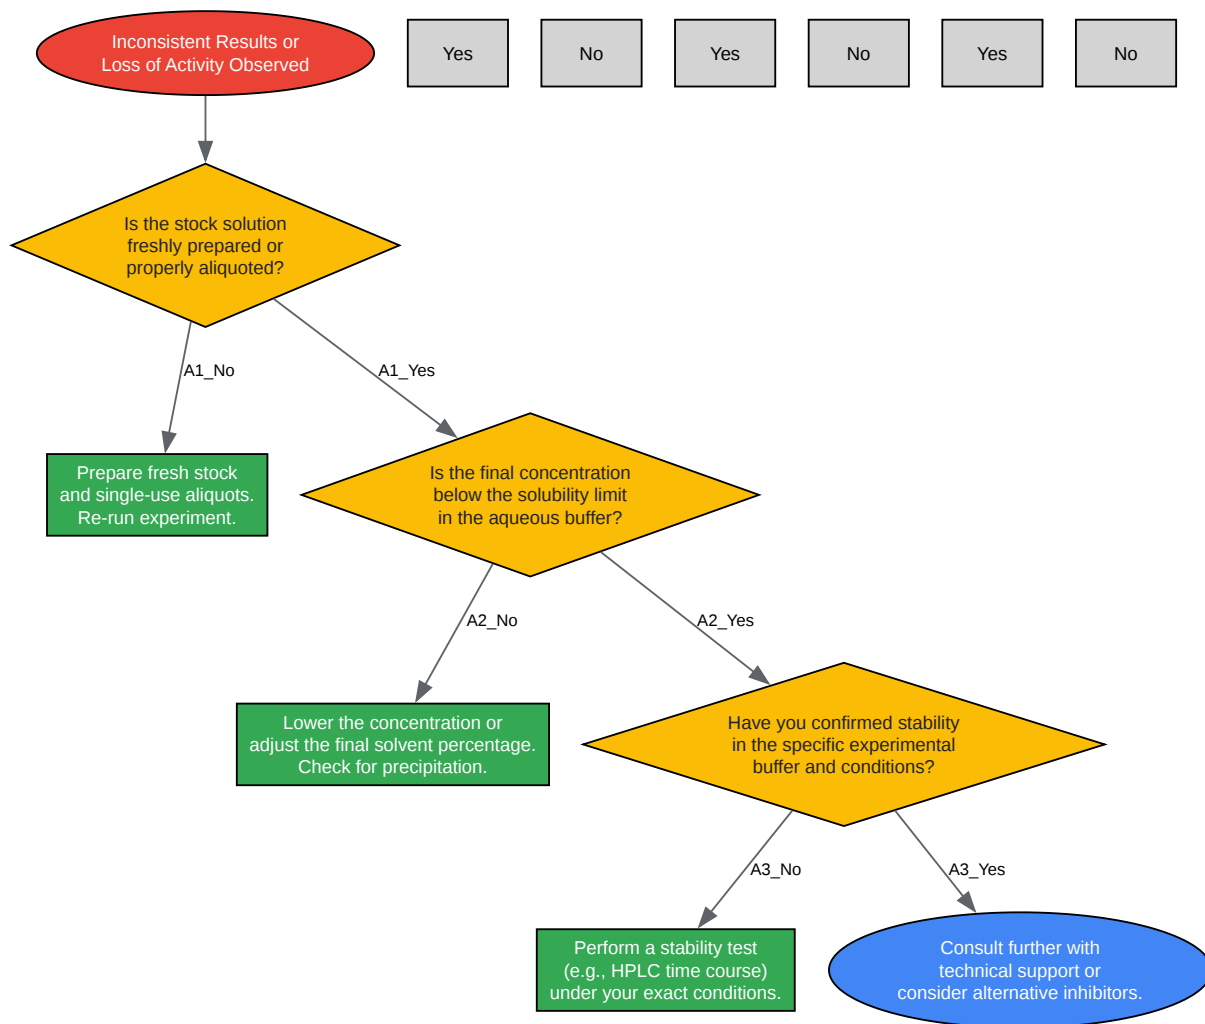 Inconsistent Results or
Loss of Activity Observed
Yes
No
Yes
No
Yes
No
Is the stock solution
freshly prepared or
properly aliquoted?
A1_No
A1_Yes
Prepare fresh stock
and single-use aliquots.
Re-run experiment.
Is the final concentration
below the solubility limit
in the aqueous buffer?
A2_No
A2_Yes
Lower the concentration or
adjust the final solvent percentage.
Check for precipitation.
Have you confirmed stability
in the specific experimental
buffer and conditions?
A3_No
A3_Yes
Perform a stability test
(e.g., HPLC time course)
under your exact conditions.
Consult further with
technical support or
consider alternative inhibitors.